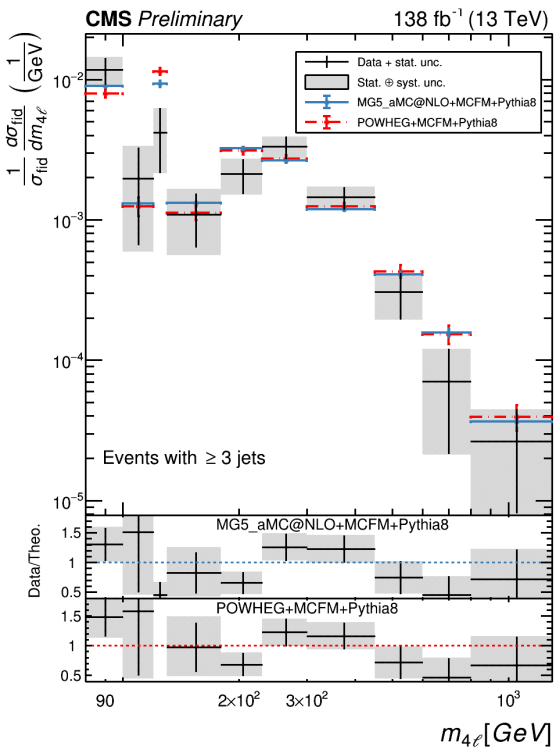 CMS Preliminary 138 fb⁻¹ (13 TeV)
1/σ_fid dσ_fid/dm_4ℓ (1/GeV)
10⁻²
10⁻³
10⁻⁴
10⁻⁵
Data + stat. unc.
Stat. ⊕ syst. unc.
MG5_aMC@NLO+MCFM+Pythia8
POWHEG+MCFM+Pythia8
Events with ≥ 3 jets
Data/Theo.
MG5_aMC@NLO+MCFM+Pythia8
1.5
1
0.5
POWHEG+MCFM+Pythia8
1.5
1
0.5
90 2×10² 3×10² 10³
m_4ℓ [GeV]